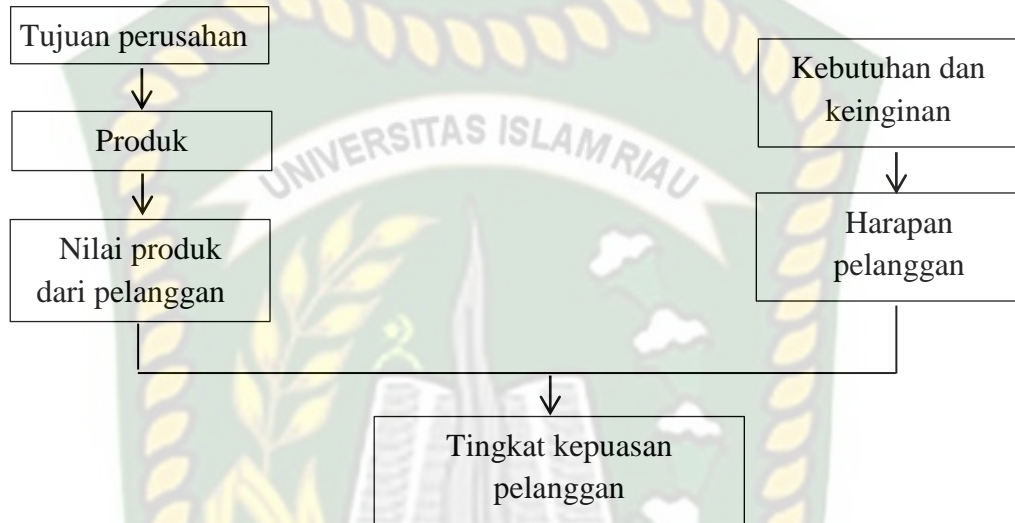 Tujuan perusahan
Produk
Nilai produk
dari pelanggan
Kebutuhan dan
keinginan
Harapan
pelanggan
Tingkat kepuasan
pelanggan
UNIVERSITAS ISLAM RIAU